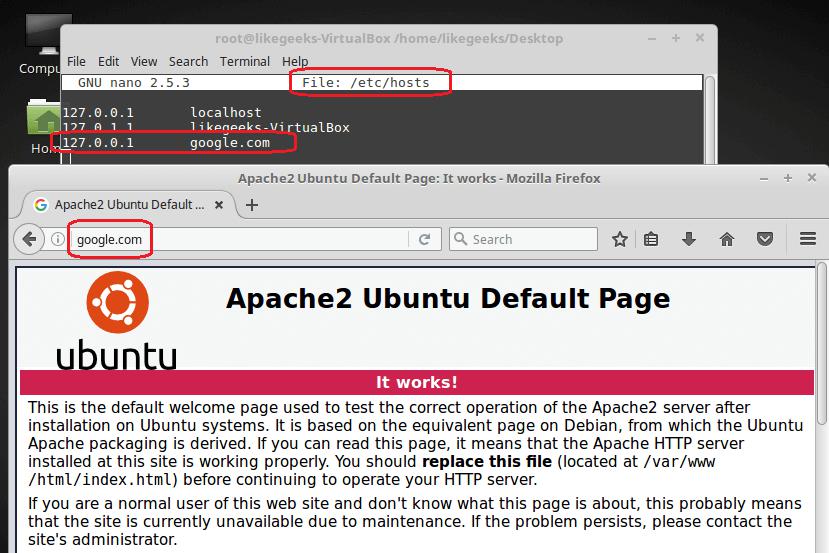 root@likegeeks-VirtualBox /home/likegeeks/Desktop
File Edit View Search Terminal Help
GNU nano 2.5.3 File: /etc/hosts
127.0.0.1 localhost
127.0.1.1 likegeeks-VirtualBox
127.0.0.1 google.com
Apache2 Ubuntu Default Page: It works - Mozilla Firefox
Apache2 Ubuntu Default ...
google.com
Search
Apache2 Ubuntu Default Page
ubuntu
It works!
This is the default welcome page used to test the correct operation of the Apache2 server after
installation on Ubuntu systems. It is based on the equivalent page on Debian, from which the Ubuntu
Apache packaging is derived. If you can read this page, it means that the Apache HTTP server
installed at this site is working properly. You should replace this file (located at /var/www
/html/index.html) before continuing to operate your HTTP server.
If you are a normal user of this web site and don't know what this page is about, this probably means
that the site is currently unavailable due to maintenance. If the problem persists, please contact the
site's administrator.